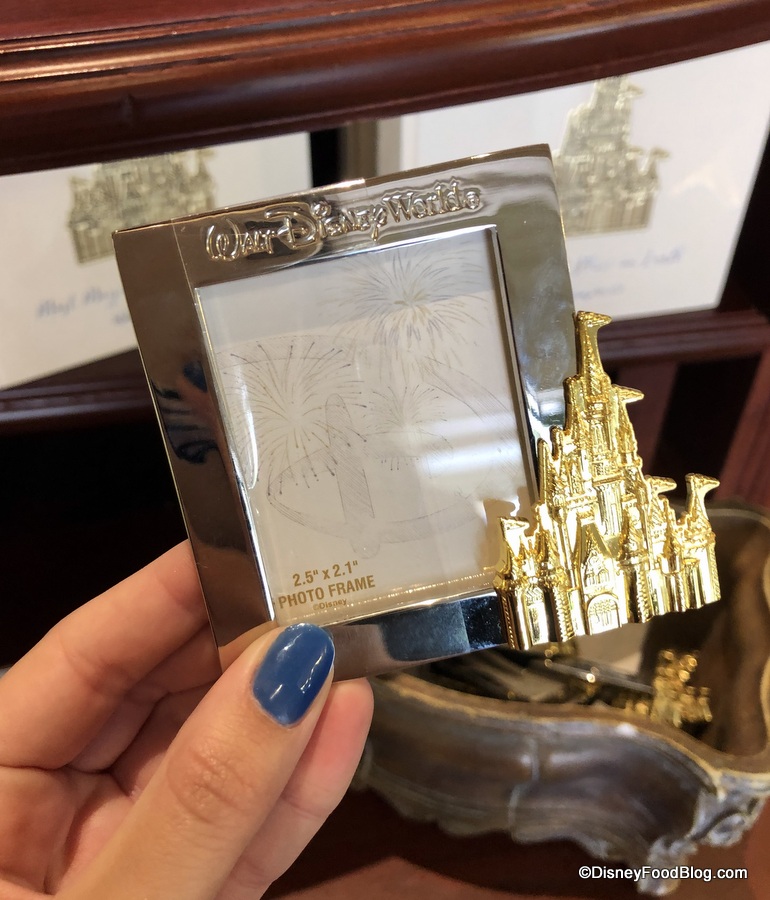 Walt Disney World®
2.5" x 2.1"
PHOTO FRAME
©Disney
©DisneyFoodBlog.com